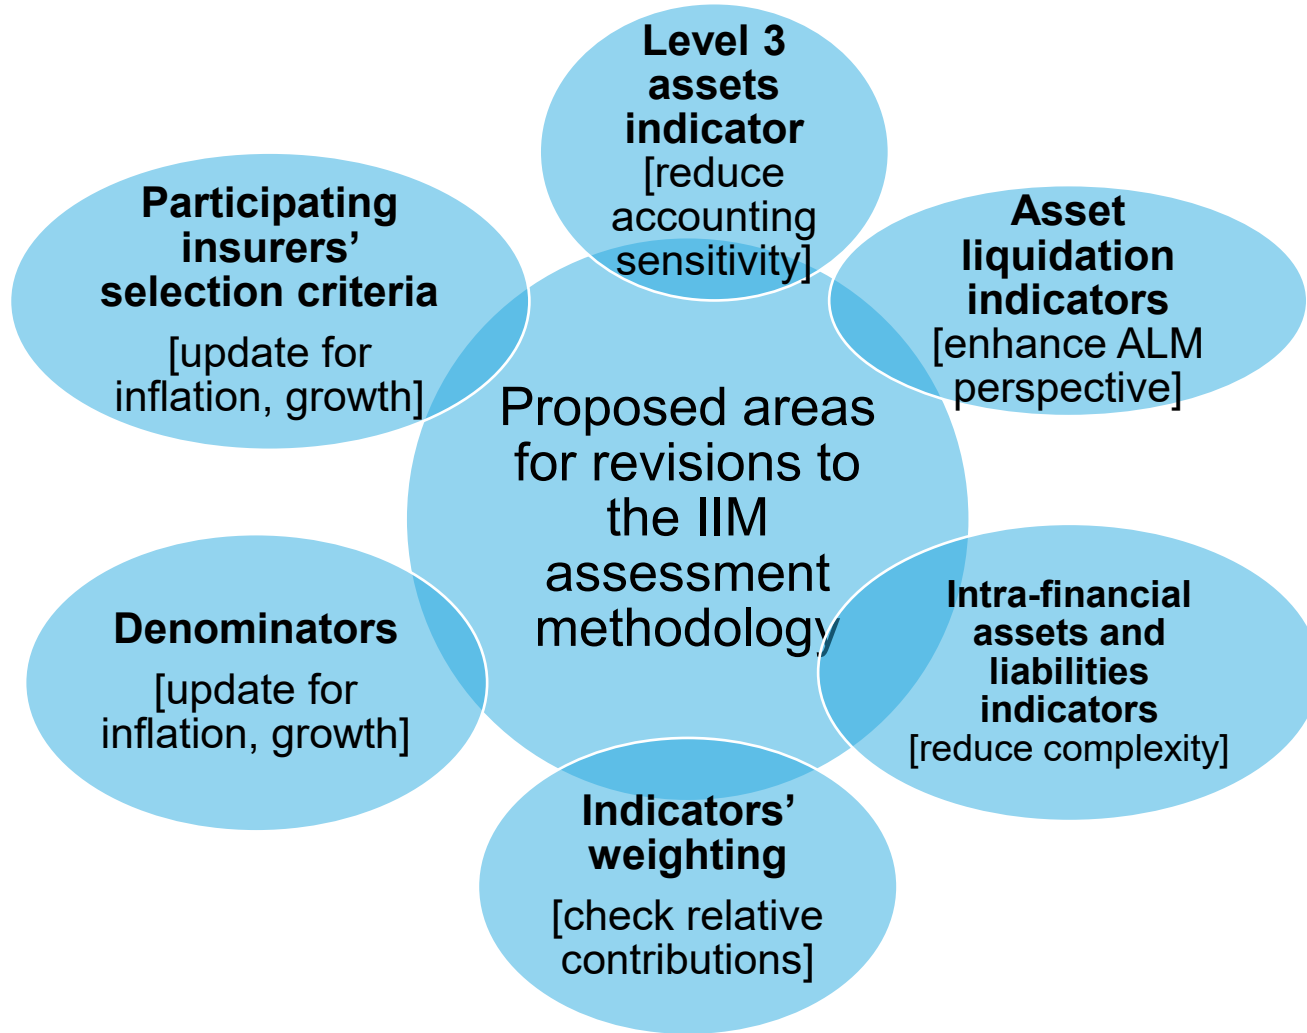 Level 3
assets
indicator
[reduce
accounting
sensitivity]
Participating
insurers’
selection criteria
[update for
inflation, growth]
Asset
liquidation
indicators
[enhance ALM
perspective]
Proposed areas
for revisions to
the IIM
assessment
methodology
Denominators
[update for
inflation, growth]
Intra-financial
assets and
liabilities
indicators
[reduce complexity]
Indicators’
weighting
[check relative
contributions]